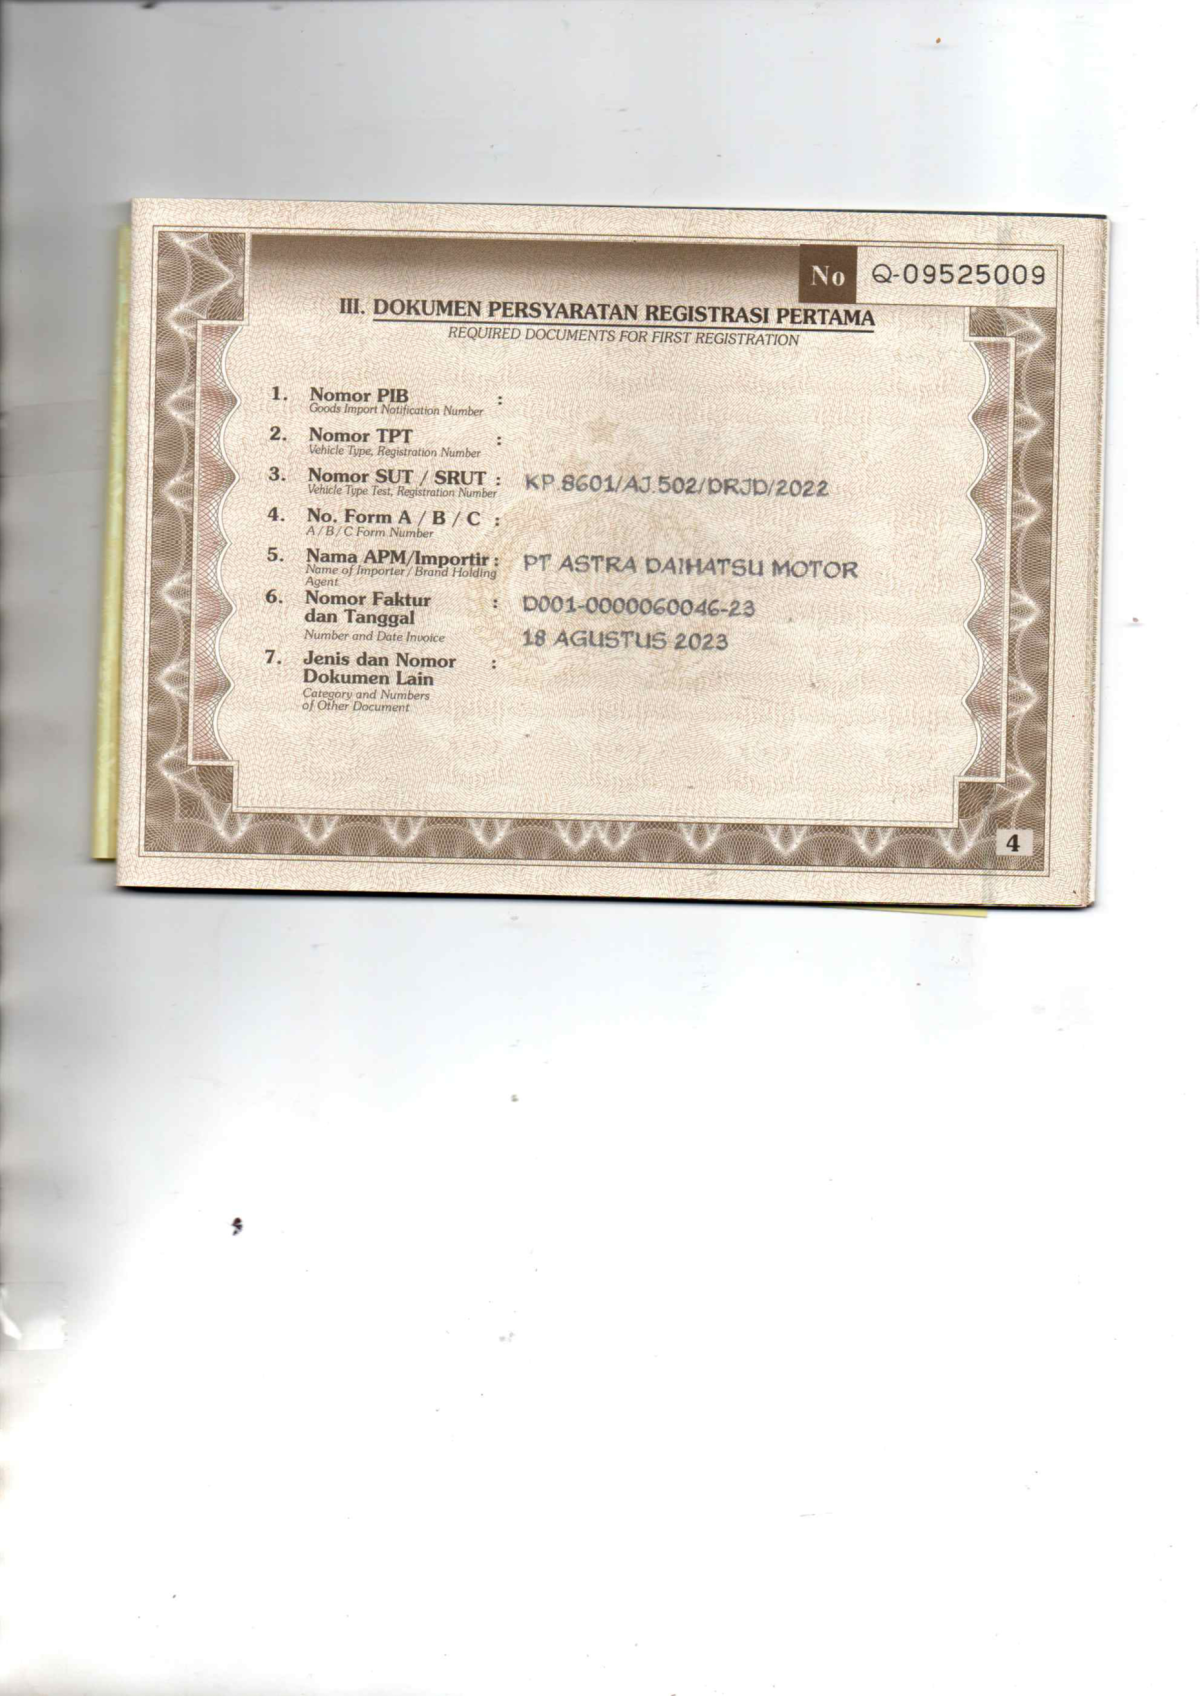 No Q-09525009
III. DOKUMEN PERSYARATAN REGISTRASI PERTAMA
REQUIRED DOCUMENTS FOR FIRST REGISTRATION
1. Nomor PIB :
Goods Import Notification Number
2. Nomor TPT :
Vehicle Type, Registration Number
3. Nomor SUT / SRUT : KP.8601/AJ.502/DRJD/2022
Vehicle Type Test, Registration Number
4. No. Form A / B / C :
A / B / C Form Number
5. Nama APM/Importir : PT ASTRA DAIHATSU MOTOR
Name of Importer / Brand Holding
Agent
6. Nomor Faktur : D001-0000060046-23
dan Tanggal 18 AGUSTUS 2023
Number and Date Invoice
7. Jenis dan Nomor :
Dokumen Lain
Category and Numbers
of Other Document
4